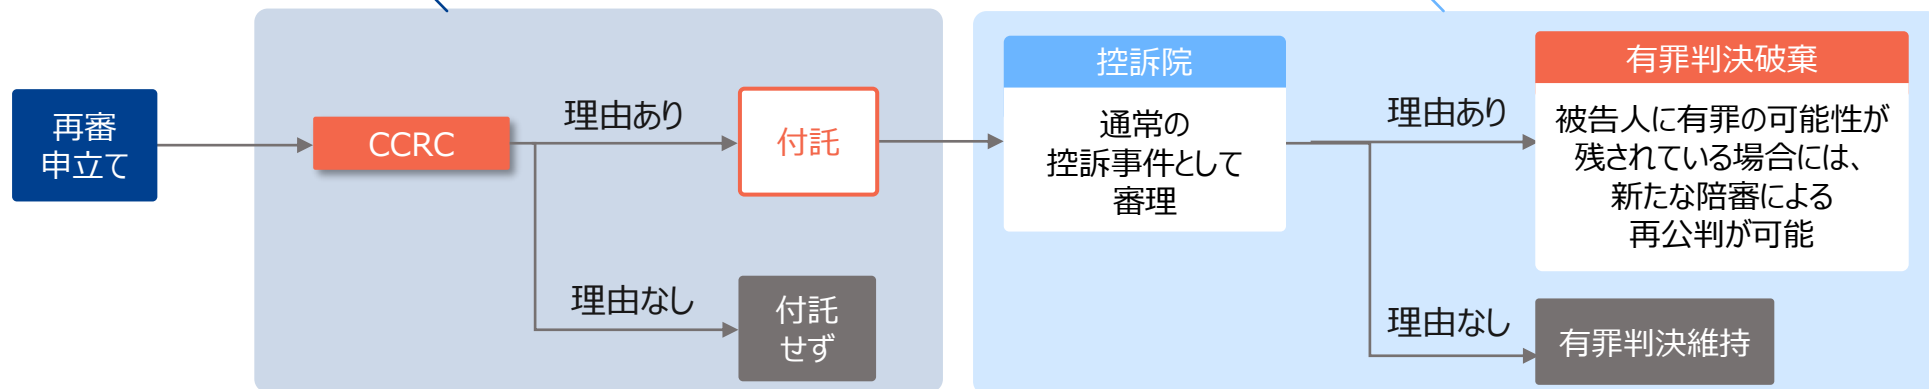 再審
申立て
CCRC
理由あり
付託
理由なし
付託
せず
控訴院
通常の
控訴事件として
審理
理由あり
有罪判決破棄
被告人に有罪の可能性が
残されている場合には、
新たな陪審による
再公判が可能
理由なし
有罪判決維持